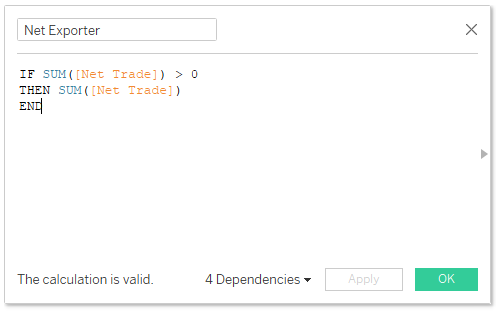 Net Exporter
IF SUM([Net Trade]) > 0
THEN SUM([Net Trade])
END
The calculation is valid.
4 Dependencies
Apply
OK